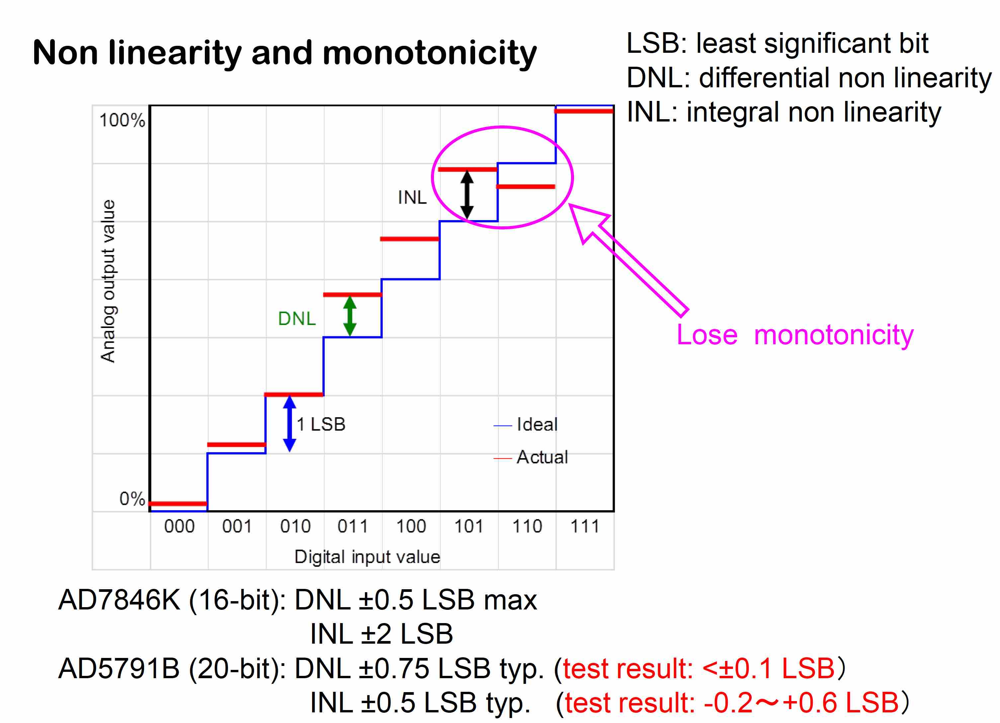 Non linearity and monotonicity
LSB: least significant bit
DNL: differential non linearity
INL: integral non linearity
100%
INL
Analog output value
DNL
Lose monotonicity
1 LSB
Ideal
Actual
0%
000 001 010 011 100 101 110 111
Digital input value
AD7846K (16-bit): DNL ±0.5 LSB max
INL ±2 LSB
AD5791B (20-bit): DNL ±0.75 LSB typ. (test result: <±0.1 LSB）
INL ±0.5 LSB typ. (test result: -0.2～+0.6 LSB）